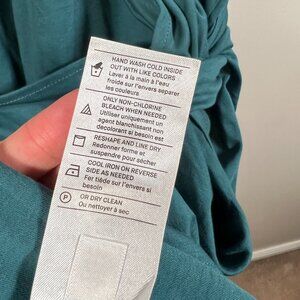 HAND WASH COLD INSIDE
OUT WITH LIKE COLORS
Laver à la main à l'eau
froide sur l'envers separer
les couleurs
ONLY NON-CHLORINE
BLEACH WHEN NEEDED
Utiliser uniquement un
agent blanchissant non
decolorant si besoin est
RESHAPE AND LINE DRY
Redonner forme et
suspendre pour sécher
COOL IRON ON REVERSE
SIDE AS NEEDED
Fer tiède sur l'envers si
besoin
P
OR DRY CLEAN
Ou nettoyer à sec